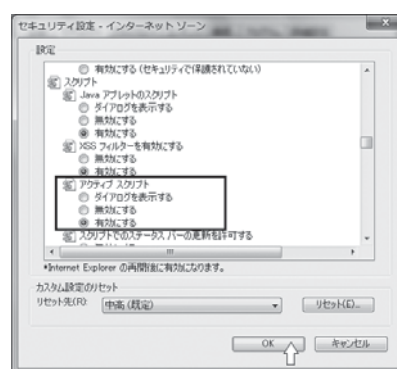 セキュリティ設定 - インターネット ゾーン
設定
有効にする (セキュリティで保護されていない)
スクリプト
Java アプレットのスクリプト
ダイアログを表示する
無効にする
有効にする
XSS フィルターを有効にする
無効にする
有効にする
アクティブ スクリプト
ダイアログを表示する
無効にする
有効にする
スクリプトでのステータス バーの更新を許可する
*Internet Explorer の再開後に有効になります。
カスタム設定のリセット
リセット先(R):
中高 (既定)
リセット(E)...
OK
キャンセル